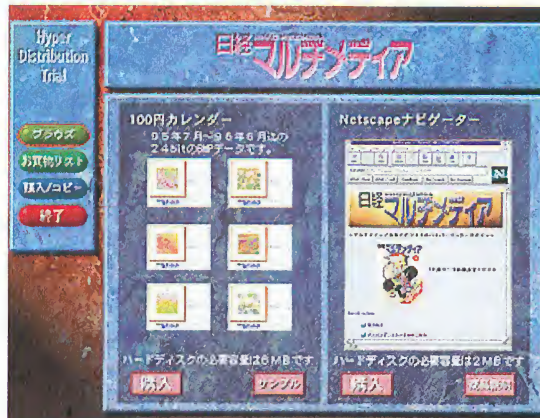 Hyper
Distribution
Trial
ブラウズ
お買物リスト
購入/コピー
終了
日経マルチメディア
100円カレンダー
95年7月〜96年6月迄の
24bitのBMPデータです。
ハードディスクの必要容量は6MBです
購入
サンプル
Netscapeナビゲーター
日経マルチメディア
ハードディスクの必要容量は2MBです
購入